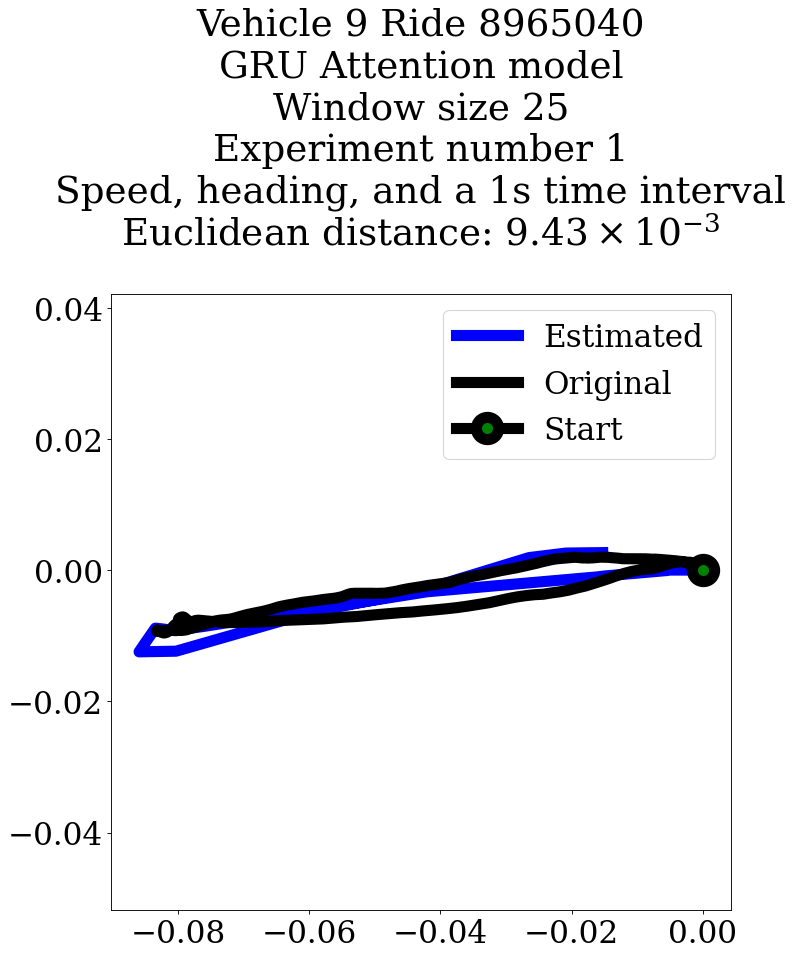 Vehicle 9 Ride 8965040
GRU Attention model
Window size 25
Experiment number 1
Speed, heading, and a 1s time interval
Euclidean distance: 9.43 × 10⁻³
0.04
0.02
0.00
−0.02
−0.04
Estimated
Original
Start
−0.08
−0.06
−0.04
−0.02
0.00